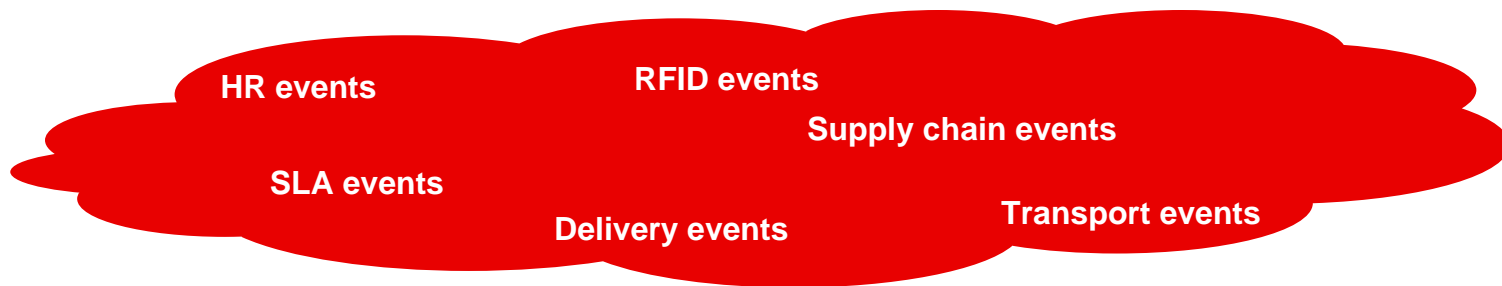 HR events
RFID events
Supply chain events
SLA events
Transport events
Delivery events